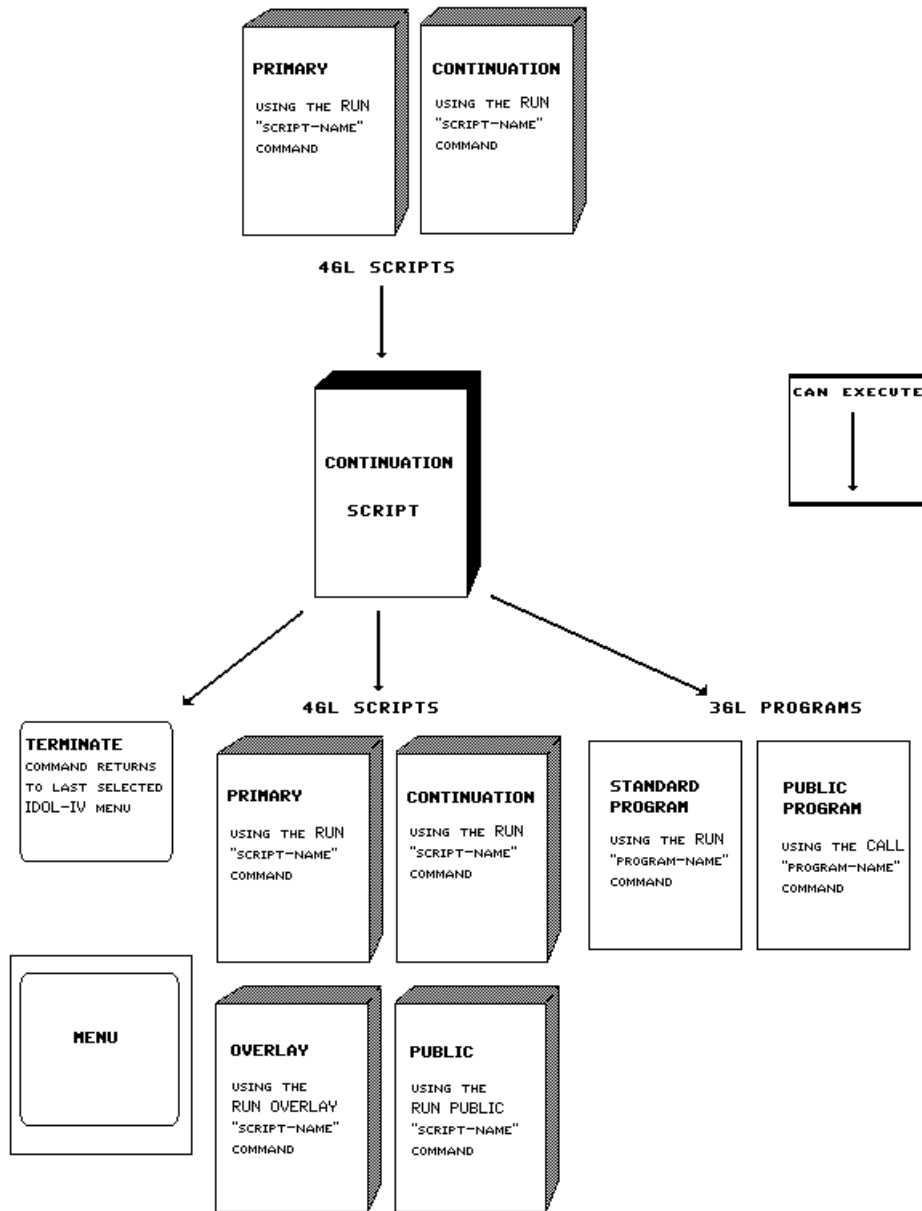 PRIMARY
USING THE RUN
"SCRIPT-NAME"
COMMAND
CONTINUATION
USING THE RUN
"SCRIPT-NAME"
COMMAND
4GL SCRIPTS
CONTINUATION
SCRIPT
CAN EXECUTE
TERMINATE
COMMAND RETURNS
TO LAST SELECTED
IDOL-IV MENU
4GL SCRIPTS
PRIMARY
USING THE RUN
"SCRIPT-NAME"
COMMAND
CONTINUATION
USING THE RUN
"SCRIPT-NAME"
COMMAND
3GL PROGRAMS
STANDARD
PROGRAM
USING THE RUN
"PROGRAM-NAME"
COMMAND
PUBLIC
PROGRAM
USING THE CALL
"PROGRAM-NAME"
COMMAND
MENU
OVERLAY
USING THE
RUN OVERLAY
"SCRIPT-NAME"
COMMAND
PUBLIC
USING THE
RUN PUBLIC
"SCRIPT-NAME"
COMMAND